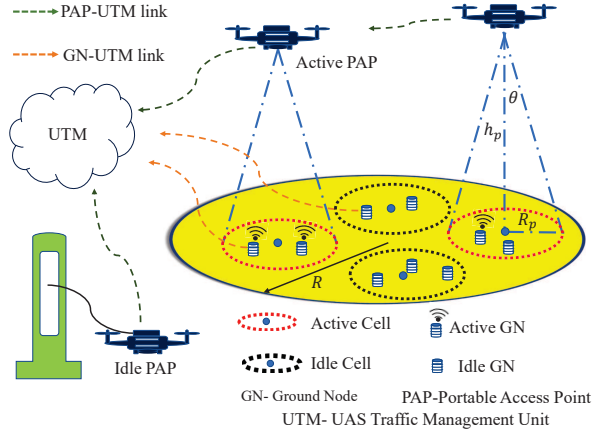 PAP-UTM link
GN-UTM link
Active PAP
UTM
θ
h_p
R_p
R
Idle PAP
Active Cell
Active GN
Idle Cell
Idle GN
GN- Ground Node
PAP-Portable Access Point
UTM- UAS Traffic Management Unit